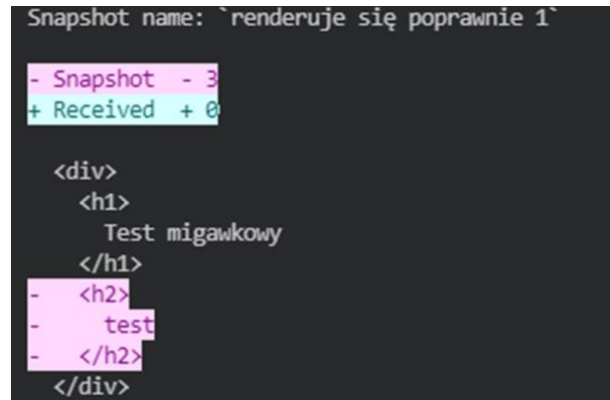 Snapshot name: `renderuje się poprawnie 1`
- Snapshot - 3
+ Received + 0
<div>
<h1>
Test migawkowy
</h1>
- <h2>
- test
- </h2>
</div>